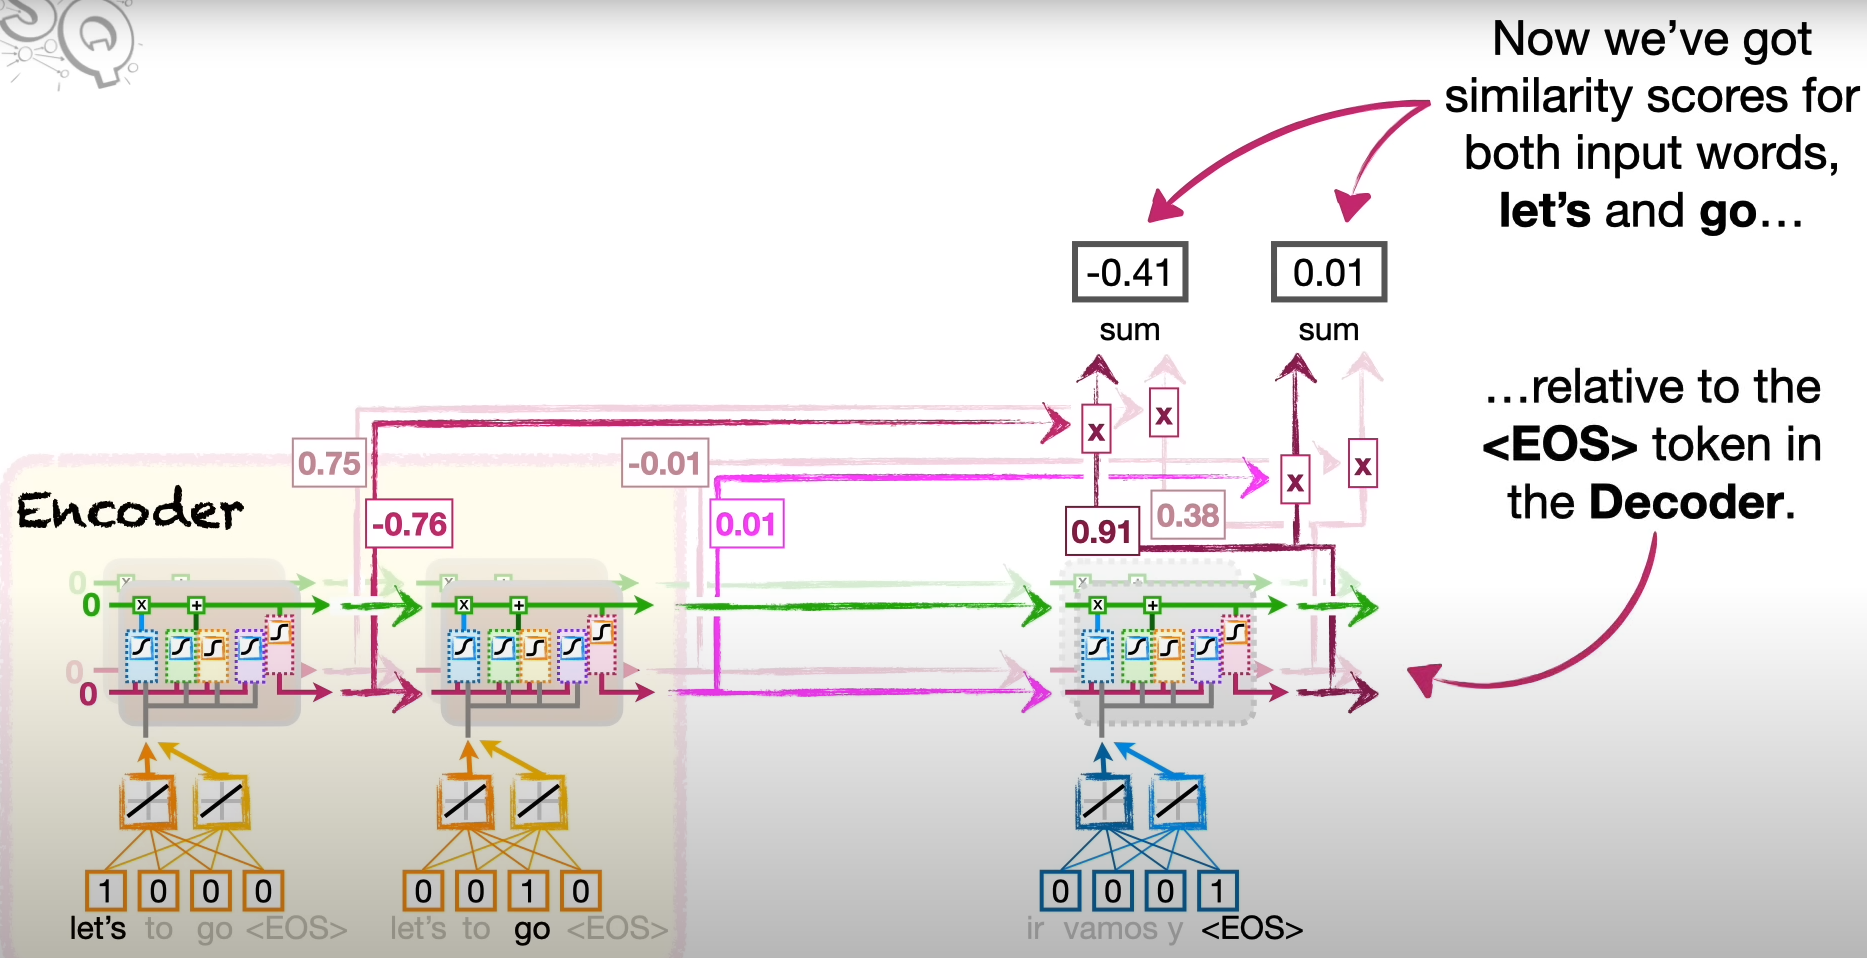 SQ
Now we’ve got
similarity scores for
both input words,
let’s and go…
-0.41
0.01
sum
sum
…relative to the
<EOS> token in
the Decoder.
x
x
x
x
0.75
-0.01
Encoder
-0.76
0.01
0.91
0.38
0
x
+
x
+
x
+
0
x
+
x
+
x
+
0
0
1 0 0 0
0 0 1 0
0 0 0 1
let’s to go <EOS>
let’s to go <EOS>
ir vamos y <EOS>